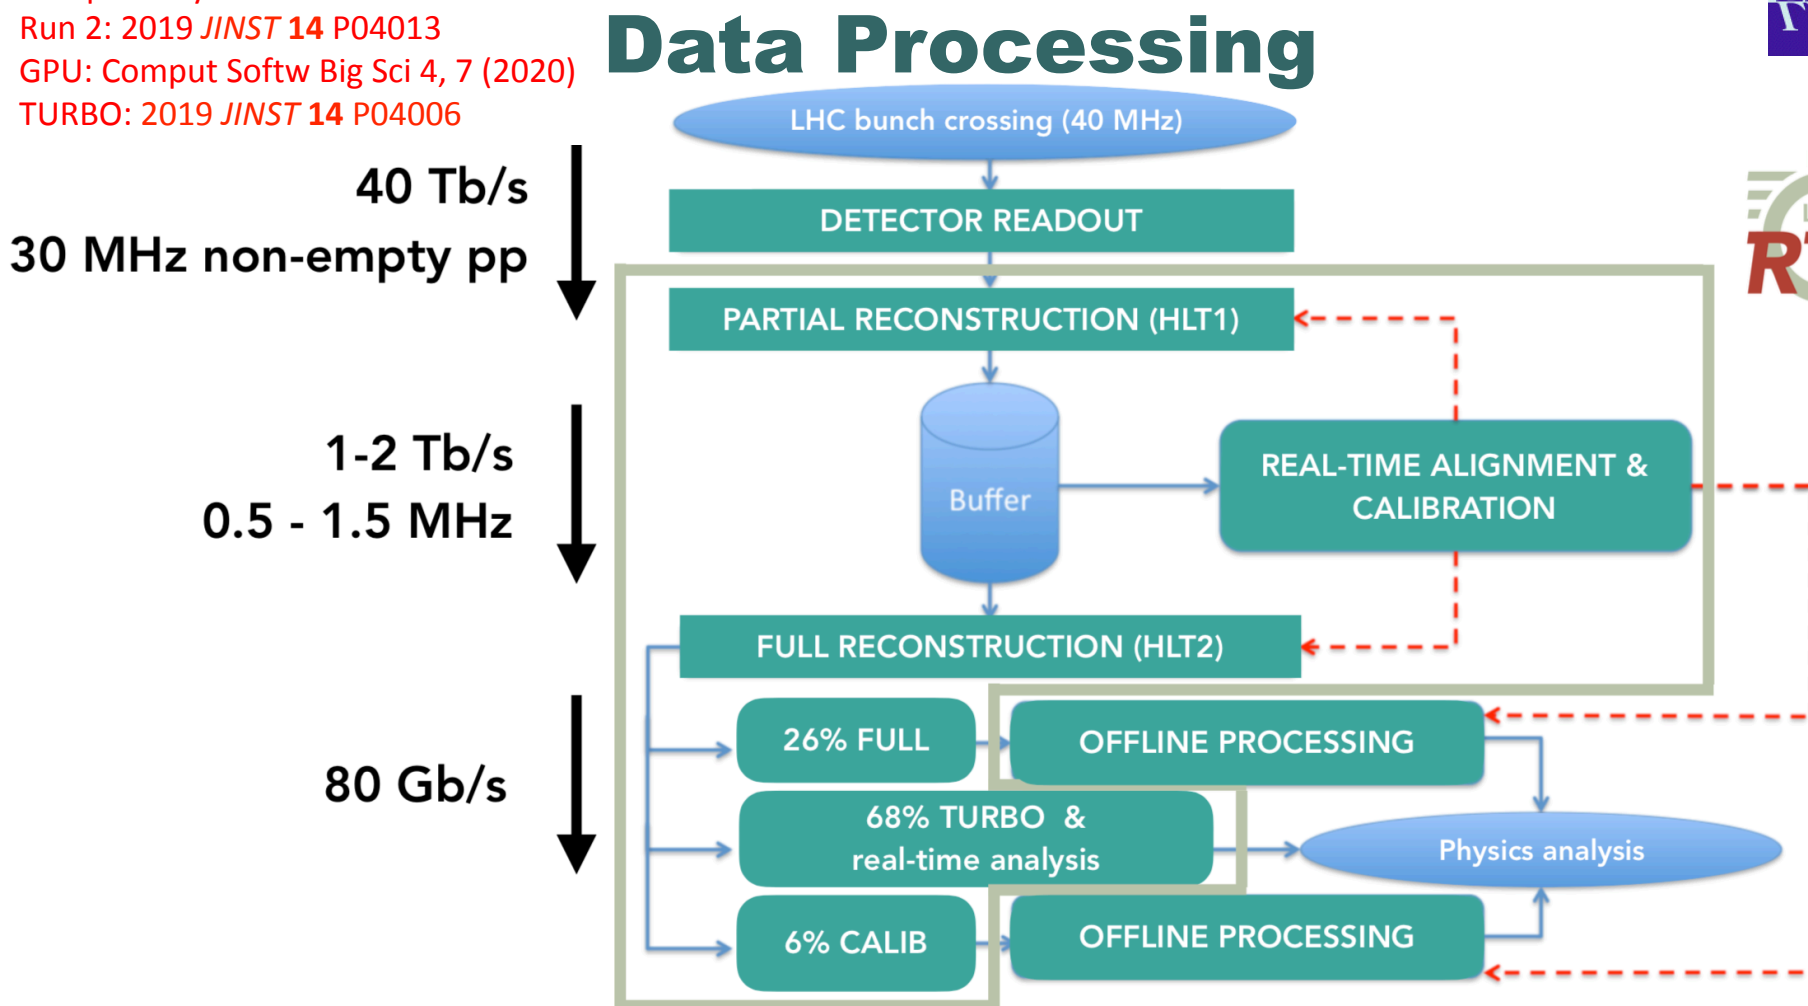 Run 2: 2019 JINST 14 P04013
GPU: Comput Softw Big Sci 4, 7 (2020)
TURBO: 2019 JINST 14 P04006
Data Processing
LHC bunch crossing (40 MHz)
40 Tb/s
30 MHz non-empty pp
DETECTOR READOUT
PARTIAL RECONSTRUCTION (HLT1)
1-2 Tb/s
0.5 - 1.5 MHz
Buffer
REAL-TIME ALIGNMENT &
CALIBRATION
FULL RECONSTRUCTION (HLT2)
80 Gb/s
26% FULL
OFFLINE PROCESSING
68% TURBO &
real-time analysis
Physics analysis
6% CALIB
OFFLINE PROCESSING